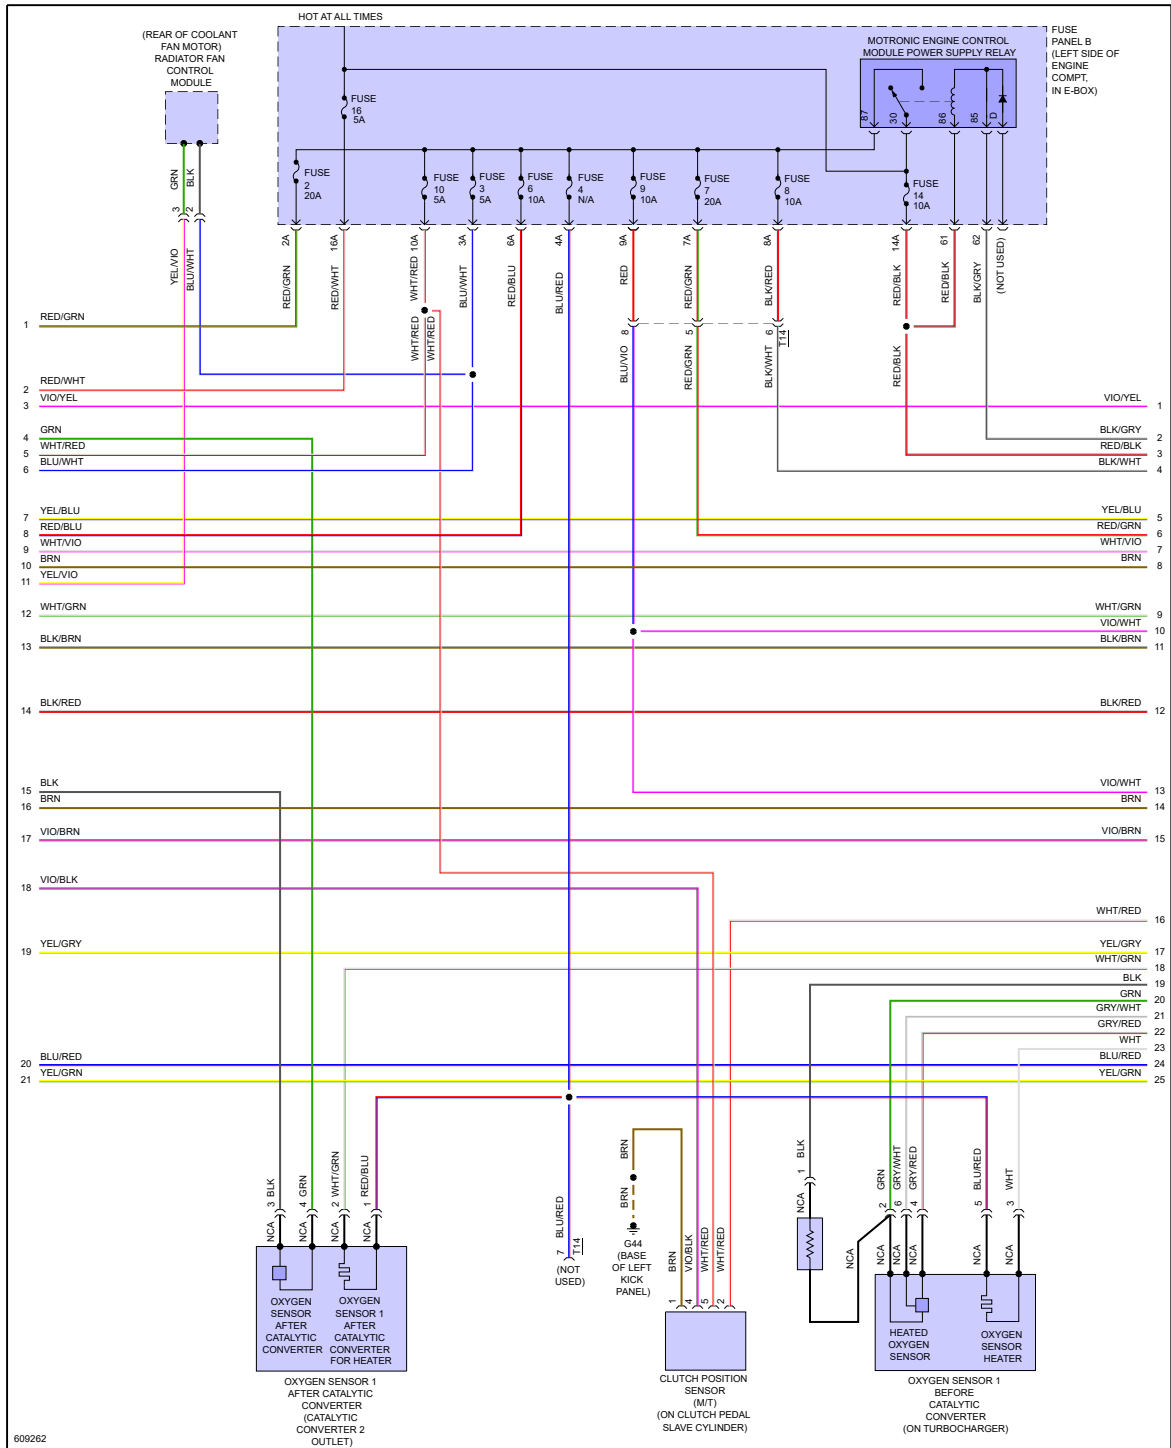 HOT AT ALL TIMES
(REAR OF COOLANT
FAN MOTOR)
RADIATOR FAN
CONTROL
MODULE
MOTRONIC ENGINE CONTROL
MODULE POWER SUPPLY RELAY
FUSE
PANEL B
(LEFT SIDE OF
ENGINE
COMPT,
IN E-BOX)
87
30
86
85
D
FUSE
16
5A
FUSE
2
20A
FUSE
10
5A
FUSE
3
5A
FUSE
6
10A
FUSE
4
N/A
FUSE
9
10A
FUSE
7
20A
FUSE
8
10A
FUSE
14
10A
GRN
BLK
3
2
YEL/VIO
BLU/WHT
2A
16A
10A
3A
6A
4A
9A
7A
8A
14A
61
62
(NOT USED)
RED/GRN
RED/WHT
WHT/RED
BLU/WHT
RED/BLU
BLU/RED
RED
RED/GRN
BLK/RED
RED/BLK
RED/BLK
BLK/GRY
WHT/RED
WHT/RED
8
5
6
T14
BLU/VIO
RED/GRN
BLK/WHT
RED/BLK
1 RED/GRN
2 RED/WHT
3 VIO/YEL
4 GRN
5 WHT/RED
6 BLU/WHT
7 YEL/BLU
8 RED/BLU
9 WHT/VIO
10 BRN
11 YEL/VIO
12 WHT/GRN
13 BLK/BRN
14 BLK/RED
15 BLK
16 BRN
17 VIO/BRN
18 VIO/BLK
19 YEL/GRY
20 BLU/RED
21 YEL/GRN
VIO/YEL 1
BLK/GRY 2
RED/BLK 3
BLK/WHT 4
YEL/BLU 5
RED/GRN 6
WHT/VIO 7
BRN 8
WHT/GRN 9
VIO/WHT 10
BLK/BRN 11
BLK/RED 12
VIO/WHT 13
BRN 14
VIO/BRN 15
WHT/RED 16
YEL/GRY 17
WHT/GRN 18
BLK 19
GRN 20
GRY/WHT 21
GRY/RED 22
WHT 23
BLU/RED 24
YEL/GRN 25
3 BLK
4 GRN
2 WHT/GRN
1 RED/BLU
NCA
NCA
NCA
NCA
OXYGEN
SENSOR
AFTER
CATALYTIC
CONVERTER
OXYGEN
SENSOR 1
AFTER
CATALYTIC
CONVERTER
FOR HEATER
OXYGEN SENSOR 1
AFTER CATALYTIC
CONVERTER
(CATALYTIC
CONVERTER 2
OUTLET)
BLU/RED
7
T14
(NOT
USED)
BRN
BRN
G44
(BASE
OF LEFT
KICK
PANEL)
BRN
VIO/BLK
WHT/RED
WHT/RED
1
4
5
2
CLUTCH POSITION
SENSOR
(M/T)
(ON CLUTCH PEDAL
SLAVE CYLINDER)
1 BLK
NCA
NCA
2 GRN
6 GRY/WHT
4 GRY/RED
5 BLU/RED
3 WHT
NCA
NCA
NCA
NCA
NCA
HEATED
OXYGEN
SENSOR
OXYGEN
SENSOR
HEATER
OXYGEN SENSOR 1
BEFORE
CATALYTIC
CONVERTER
(ON TURBOCHARGER)
609262